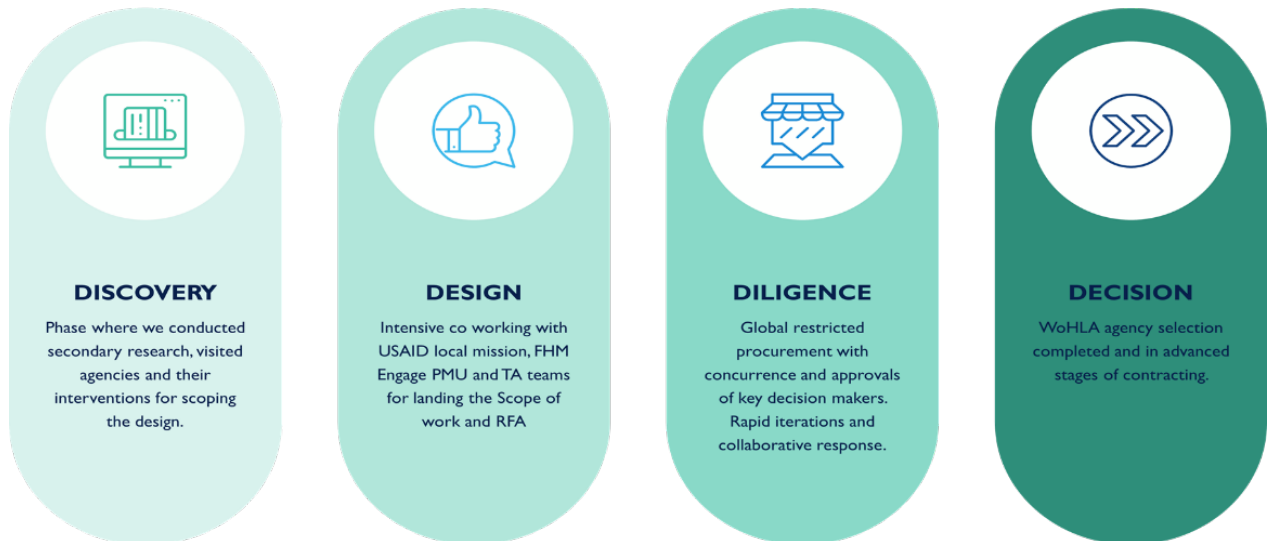 DISCOVERY
Phase where we conducted
secondary research, visited
agencies and their
interventions for scoping
the design.
DESIGN
Intensive co working with
USAID local mission, FHM
Engage PMU and TA teams
for landing the Scope of
work and RFA
DILIGENCE
Global restricted
procurement with
concurrence and approvals
of key decision makers.
Rapid iterations and
collaborative response.
DECISION
WoHLA agency selection
completed and in advanced
stages of contracting.